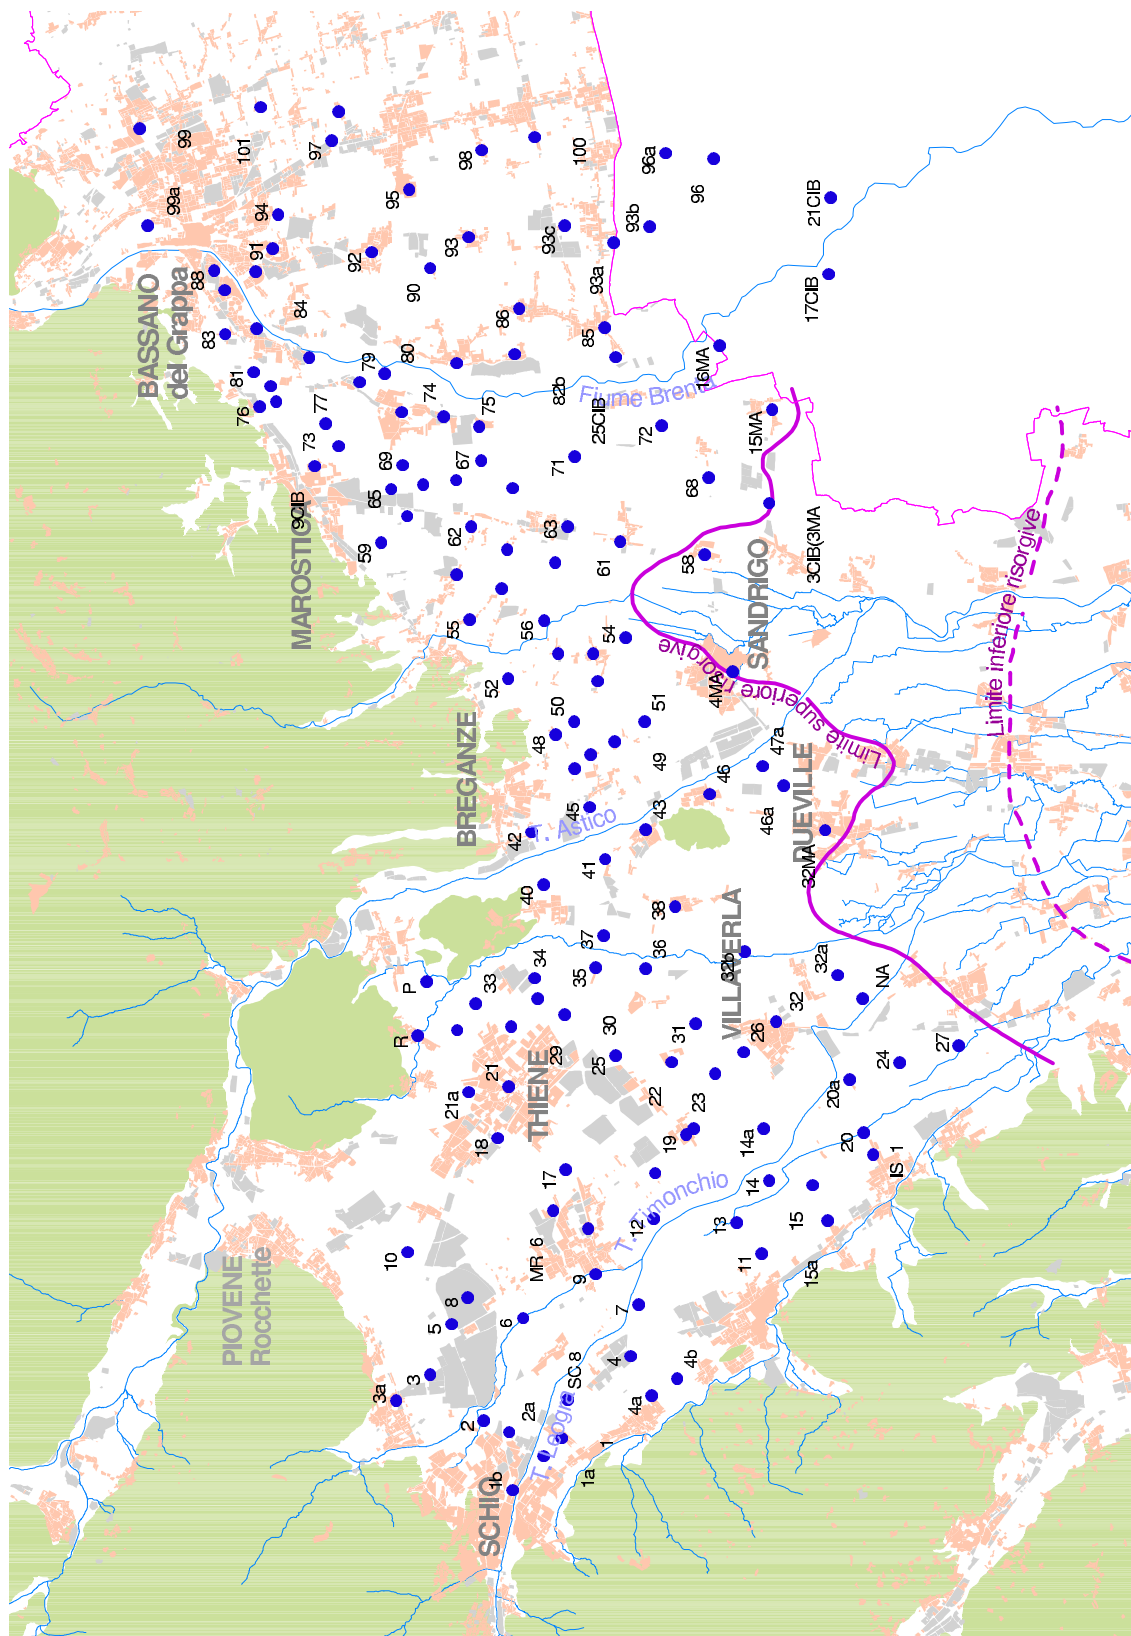 BASSANO
del Grappa
MAROSTICA
BREGANZE
SANDRIGO
DUEVILLE
VILLAVERLA
THIENE
PIOVENE
Rocchette
SCHIO
Fiume Brenta
T. Astico
T. Timonchio
T. Leogra
Limite superiore risorgive
Limite inferiore risorgive
99
101
97
99a
94
91
88
84
83
81
76
77
73
9CIB
79
80
74
75
82b
25CIB
72
98
100
95
92
90
93
93c
93a
93b
96a
96
86
85
21CIB
17CIB
16MA
15MA
71
68
69
65
67
59
62
63
61
58
3CIB(3MA
55
56
54
52
50
48
51
49
4MA
47a
46
46a
32MA
45
43
42
41
40
38
37
36
35
34
33
P
R
32b
32a
32
NA
31
30
29
25
26
27
24
22
23
21
21a
20a
20
19
18
17
14a
14
IS 1
15
15a
13
12
11
10
MR 6
9
8
7
6
5
4
4b
4a
3
3a
SC 8
2
2a
1
1a
1b